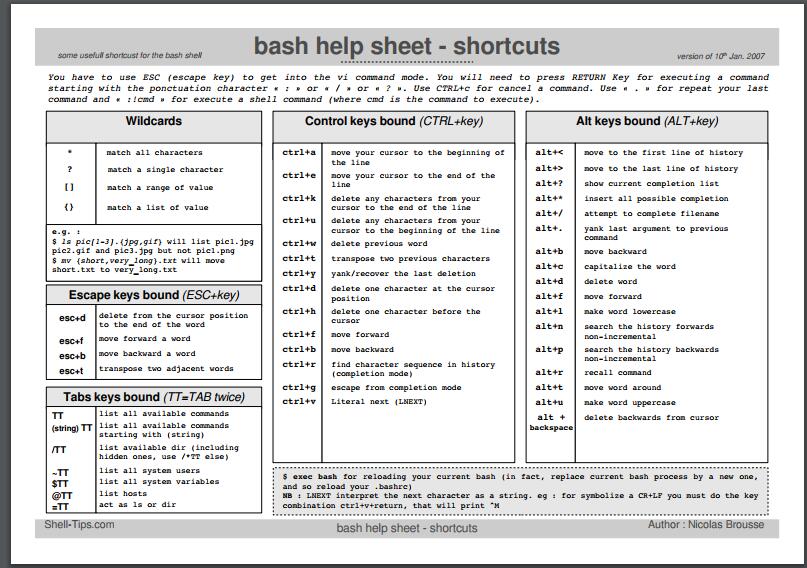 bash help sheet - shortcuts
some usefull shortcust for the bash shell
version of 10th Jan. 2007
You have to use ESC (escape key) to get into the vi command mode. You will need to press RETURN Key for executing a command
starting with the ponctuation character « : » or « / » or « ? ». Use CTRL+c for cancel a command. Use « . » for repeat your last
command and « :!cmd » for execute a shell command (where cmd is the command to execute).
Wildcards
* match all characters
? match a single character
[] match a range of value
{} match a list of value
e.g. :
$ ls pic[1-3].{jpg,gif} will list pic1.jpg
pic2.gif and pic3.jpg but not pic1.png
$ mv {short,very_long}.txt will move
short.txt to very_long.txt
Escape keys bound (ESC+key)
esc+d delete from the cursor position
to the end of the word
esc+f move forward a word
esc+b move backward a word
esc+t transpose two adjacent words
Tabs keys bound (TT=TAB twice)
TT list all available commands
(string) TT list all available commands
starting with (string)
/TT list available dir (including
hidden ones, use /*TT else)
~TT list all system users
$TT list all system variables
@TT list hosts
=TT act as ls or dir
Control keys bound (CTRL+key)
ctrl+a move your cursor to the beginning of
the line
ctrl+e move your cursor to the end of the
line
ctrl+k delete any characters from your
cursor to the end of the line
ctrl+u delete any characters from your
cursor to the beginning of the line
ctrl+w delete previous word
ctrl+t transpose two previous characters
ctrl+y yank/recover the last deletion
ctrl+d delete one character at the cursor
position
ctrl+h delete one character before the
cursor
ctrl+f move forward
ctrl+b move backward
ctrl+r find character sequence in history
(completion mode)
ctrl+g escape from completion mode
ctrl+v Literal next (LNEXT)
Alt keys bound (ALT+key)
alt+< move to the first line of history
alt+> move to the last line of history
alt+? show current completion list
alt+* insert all possible completion
alt+/ attempt to complete filename
alt+. yank last argument to previous
command
alt+b move backward
alt+c capitalize the word
alt+d delete word
alt+f move forward
alt+l make word lowercase
alt+n search the history forwards
non-incremental
alt+p search the history backwards
non-incremental
alt+r recall command
alt+t move word around
alt+u make word uppercase
alt + delete backwards from cursor
backspace
$ exec bash for reloading your current bash (in fact, replace current bash process by a new one,
and so reload your .bashrc)
NB : LNEXT interpret the next character as a string. eg : for symbolize a CR+LF you must do the key
combination ctrl+v+return, that will print ^M
Shell-Tips.com
bash help sheet - shortcuts
Author : Nicolas Brousse